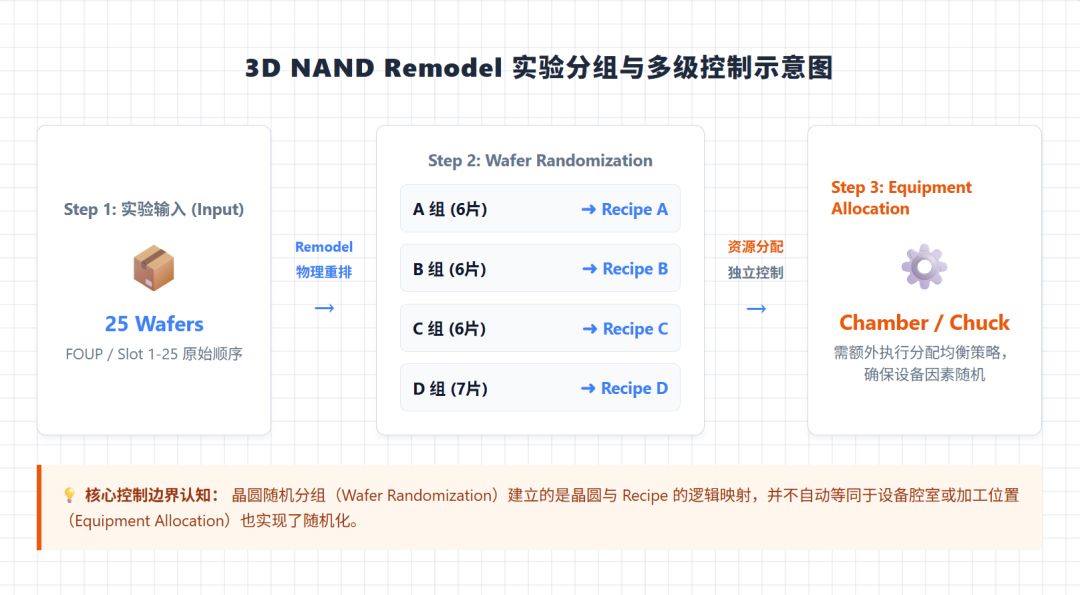 3D NAND Remodel 实验分组与多级控制示意图
Step 1: 实验输入 (Input)
25 Wafers
FOUP / Slot 1-25 原始顺序
Remodel
物理重排
→
Step 2: Wafer Randomization
A 组 (6片) ➜ Recipe A
B 组 (6片) ➜ Recipe B
C 组 (6片) ➜ Recipe C
D 组 (7片) ➜ Recipe D
资源分配
独立控制
→
Step 3: Equipment
Allocation
Chamber / Chuck
需额外执行分配均衡策略，
确保设备因素随机
核心控制边界认知： 晶圆随机分组（Wafer Randomization）建立的是晶圆与 Recipe 的逻辑映射，并不自动等同于设备腔室或加工位置
（Equipment Allocation）也实现了随机化。